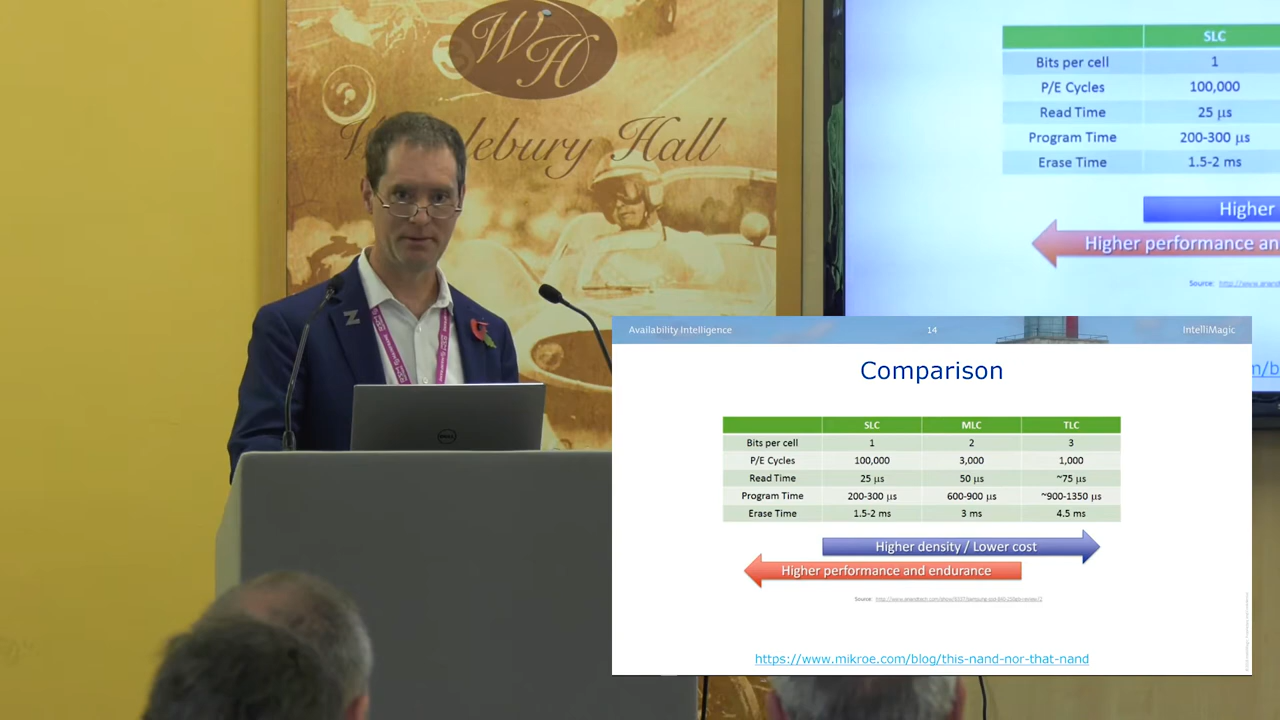 WH
lebury Hall
SLC
Bits per cell 1
P/E Cycles 100,000
Read Time 25 µs
Program Time 200-300 µs
Erase Time 1.5-2 ms
Higher
Higher performance an
Source:
m/b
Z
DELL
Availability Intelligence 14 IntelliMagic
Comparison
SLC MLC TLC
Bits per cell 1 2 3
P/E Cycles 100,000 3,000 1,000
Read Time 25 µs 50 µs ~75 µs
Program Time 200-300 µs 600-900 µs ~900-1350 µs
Erase Time 1.5-2 ms 3 ms 4.5 ms
Higher density / Lower cost
Higher performance and endurance
Source:
https://www.mikroe.com/blog/this-nand-nor-that-nand